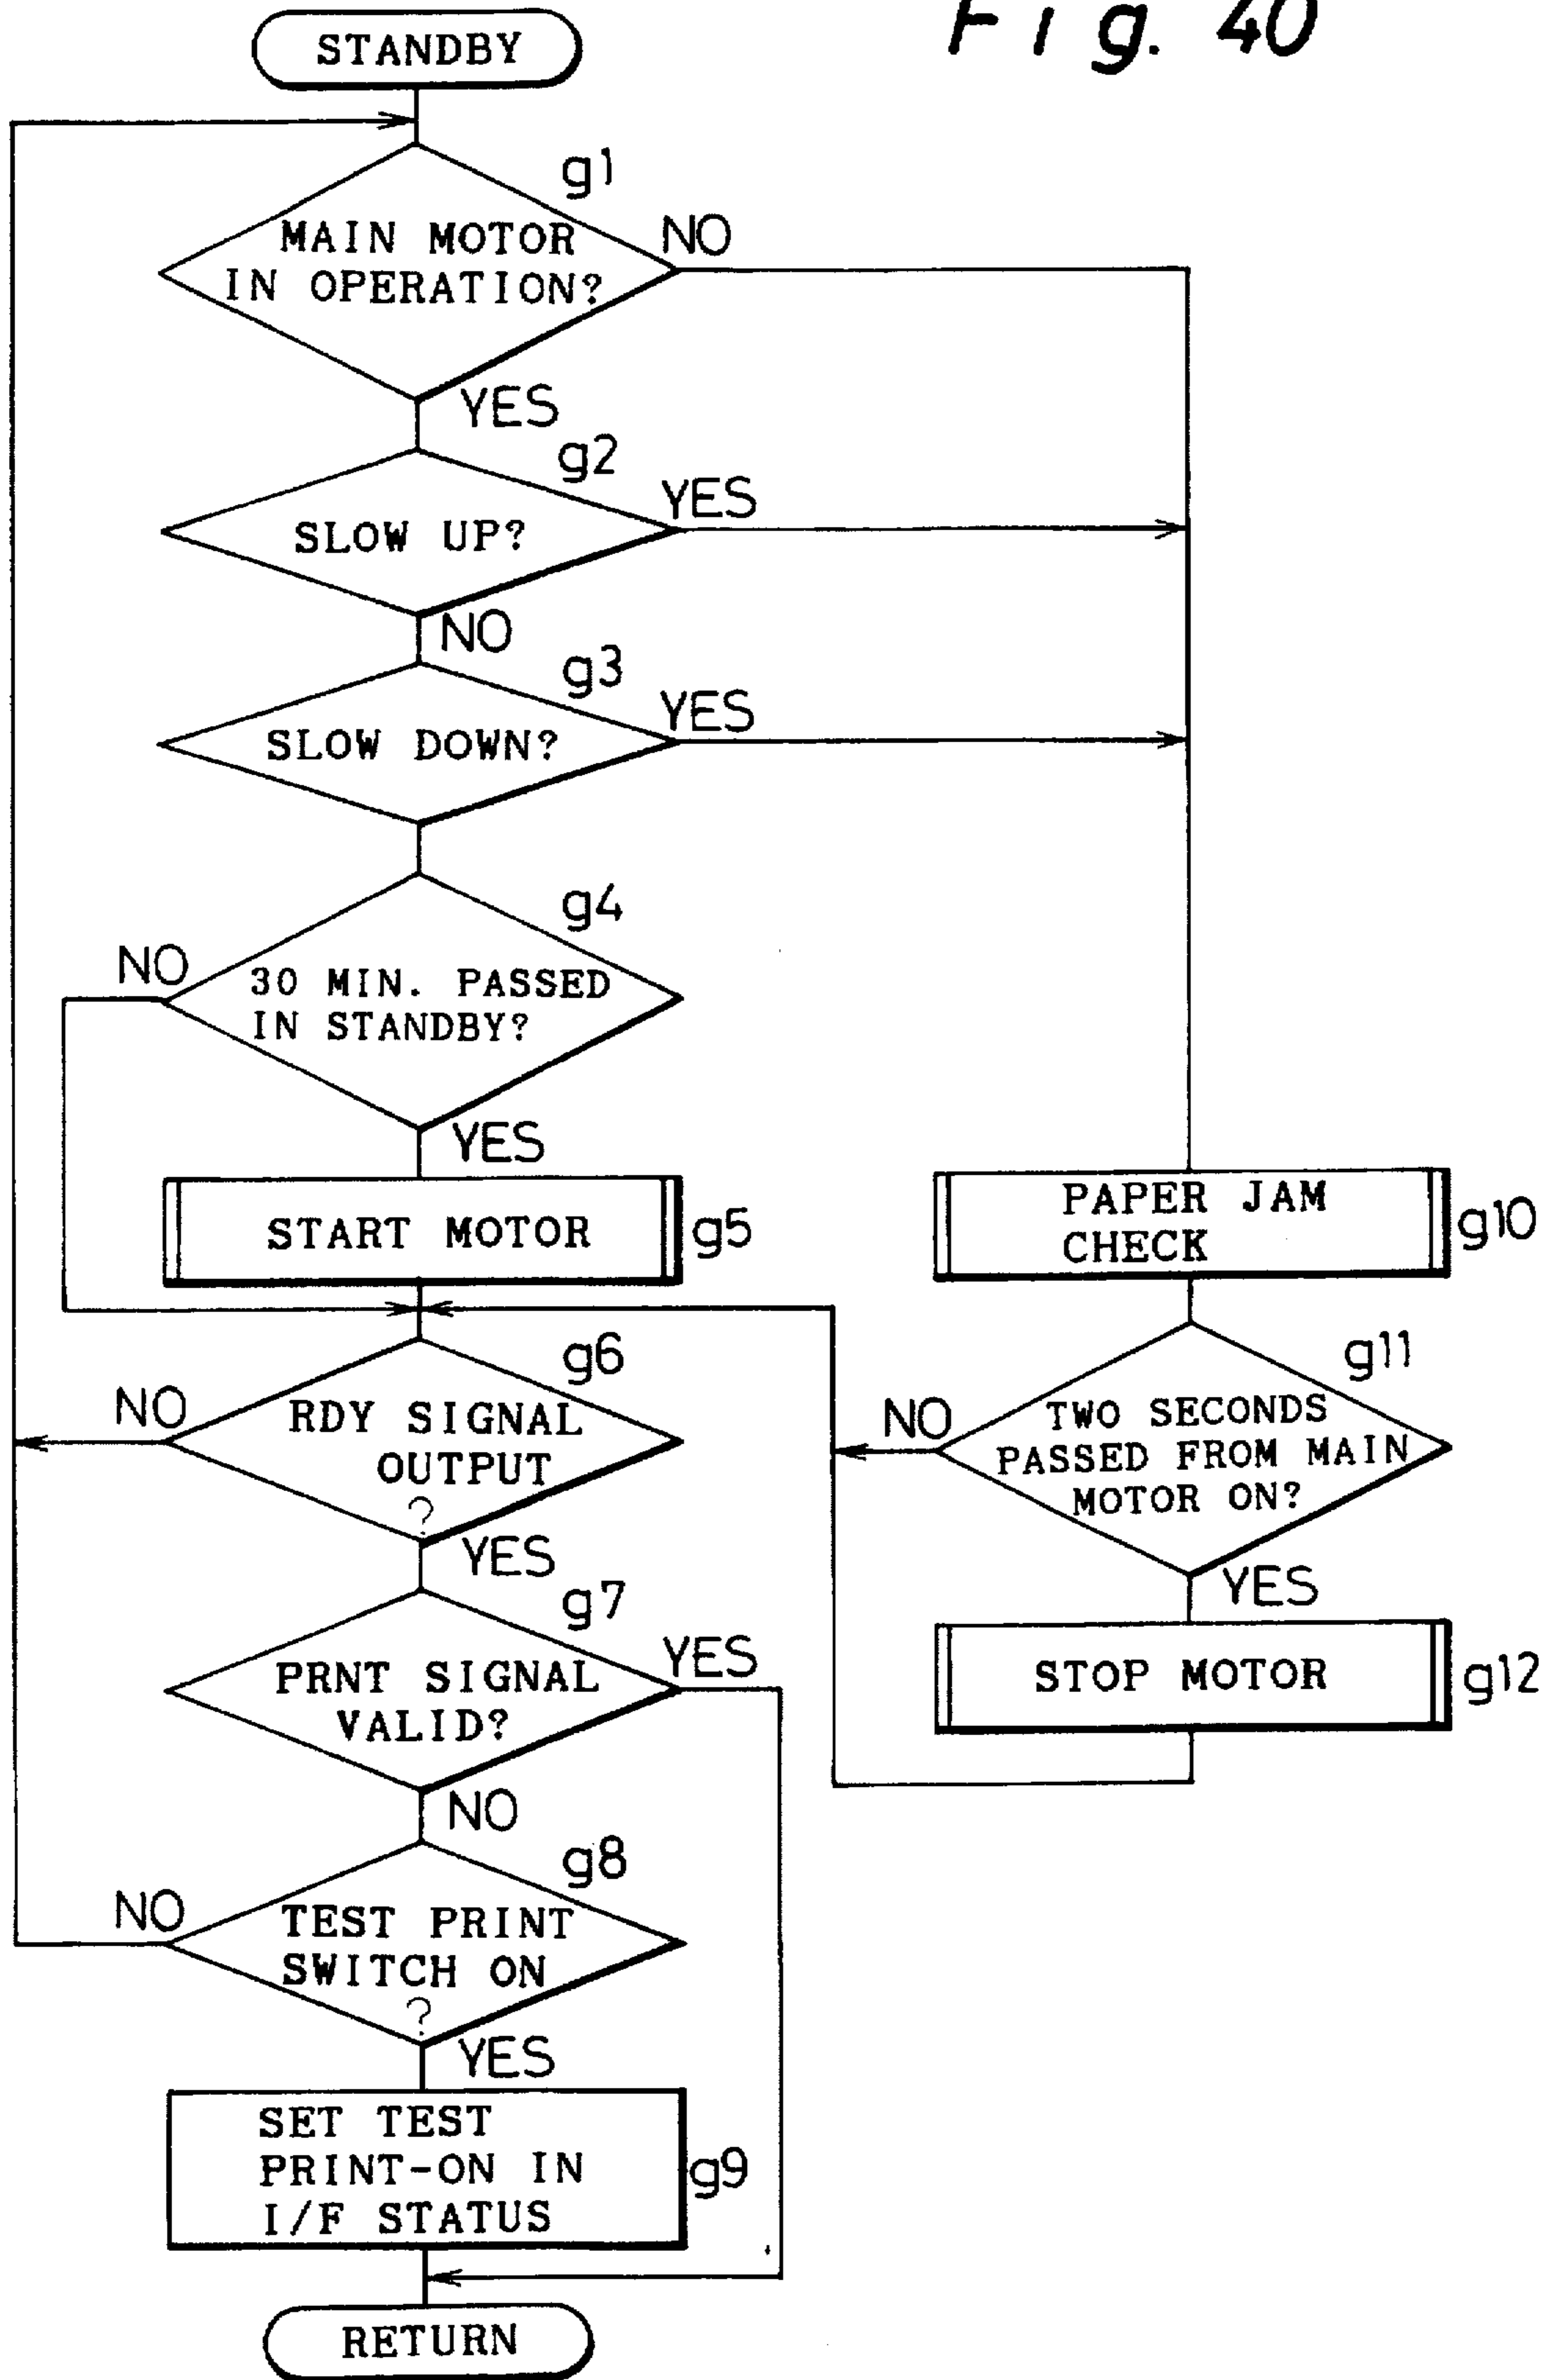 Fig. 40
STANDBY
g1
MAIN MOTOR
IN OPERATION?
NO
YES
g2
SLOW UP?
YES
NO
g3
SLOW DOWN?
YES
g4
NO
30 MIN. PASSED
IN STANDBY?
YES
START MOTOR
g5
PAPER JAM
CHECK
g10
g6
NO
RDY SIGNAL
OUTPUT
?
YES
g11
NO
TWO SECONDS
PASSED FROM MAIN
MOTOR ON?
YES
g7
PRNT SIGNAL
VALID?
YES
NO
STOP MOTOR
g12
g8
NO
TEST PRINT
SWITCH ON
?
YES
SET TEST
PRINT-ON IN
I/F STATUS
g9
RETURN